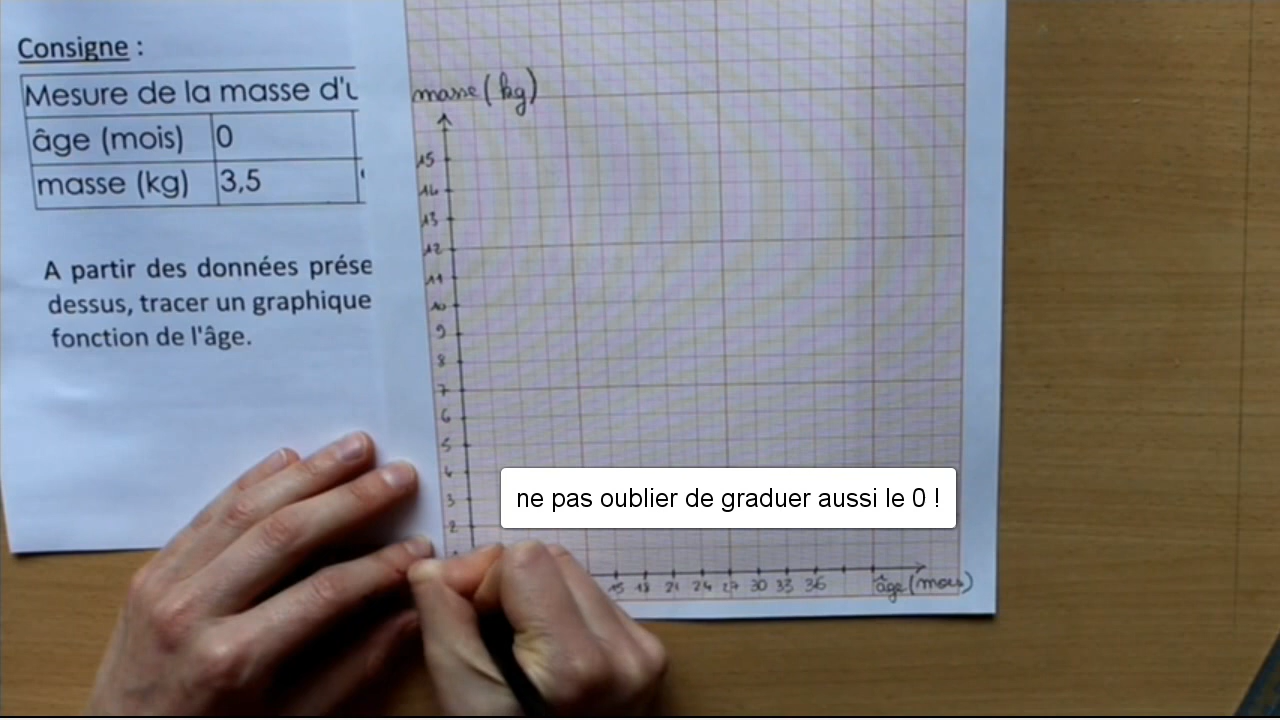 Consigne :
Mesure de la masse d'u
âge (mois) 0
masse (kg) 3,5
A partir des données prése
dessus, tracer un graphique
fonction de l'âge.
masse (kg)
15
14
13
12
11
10
9
8
7
6
5
4
3
2
ne pas oublier de graduer aussi le 0 !
15 18 21 24 27 30 33 36 âge (mois)